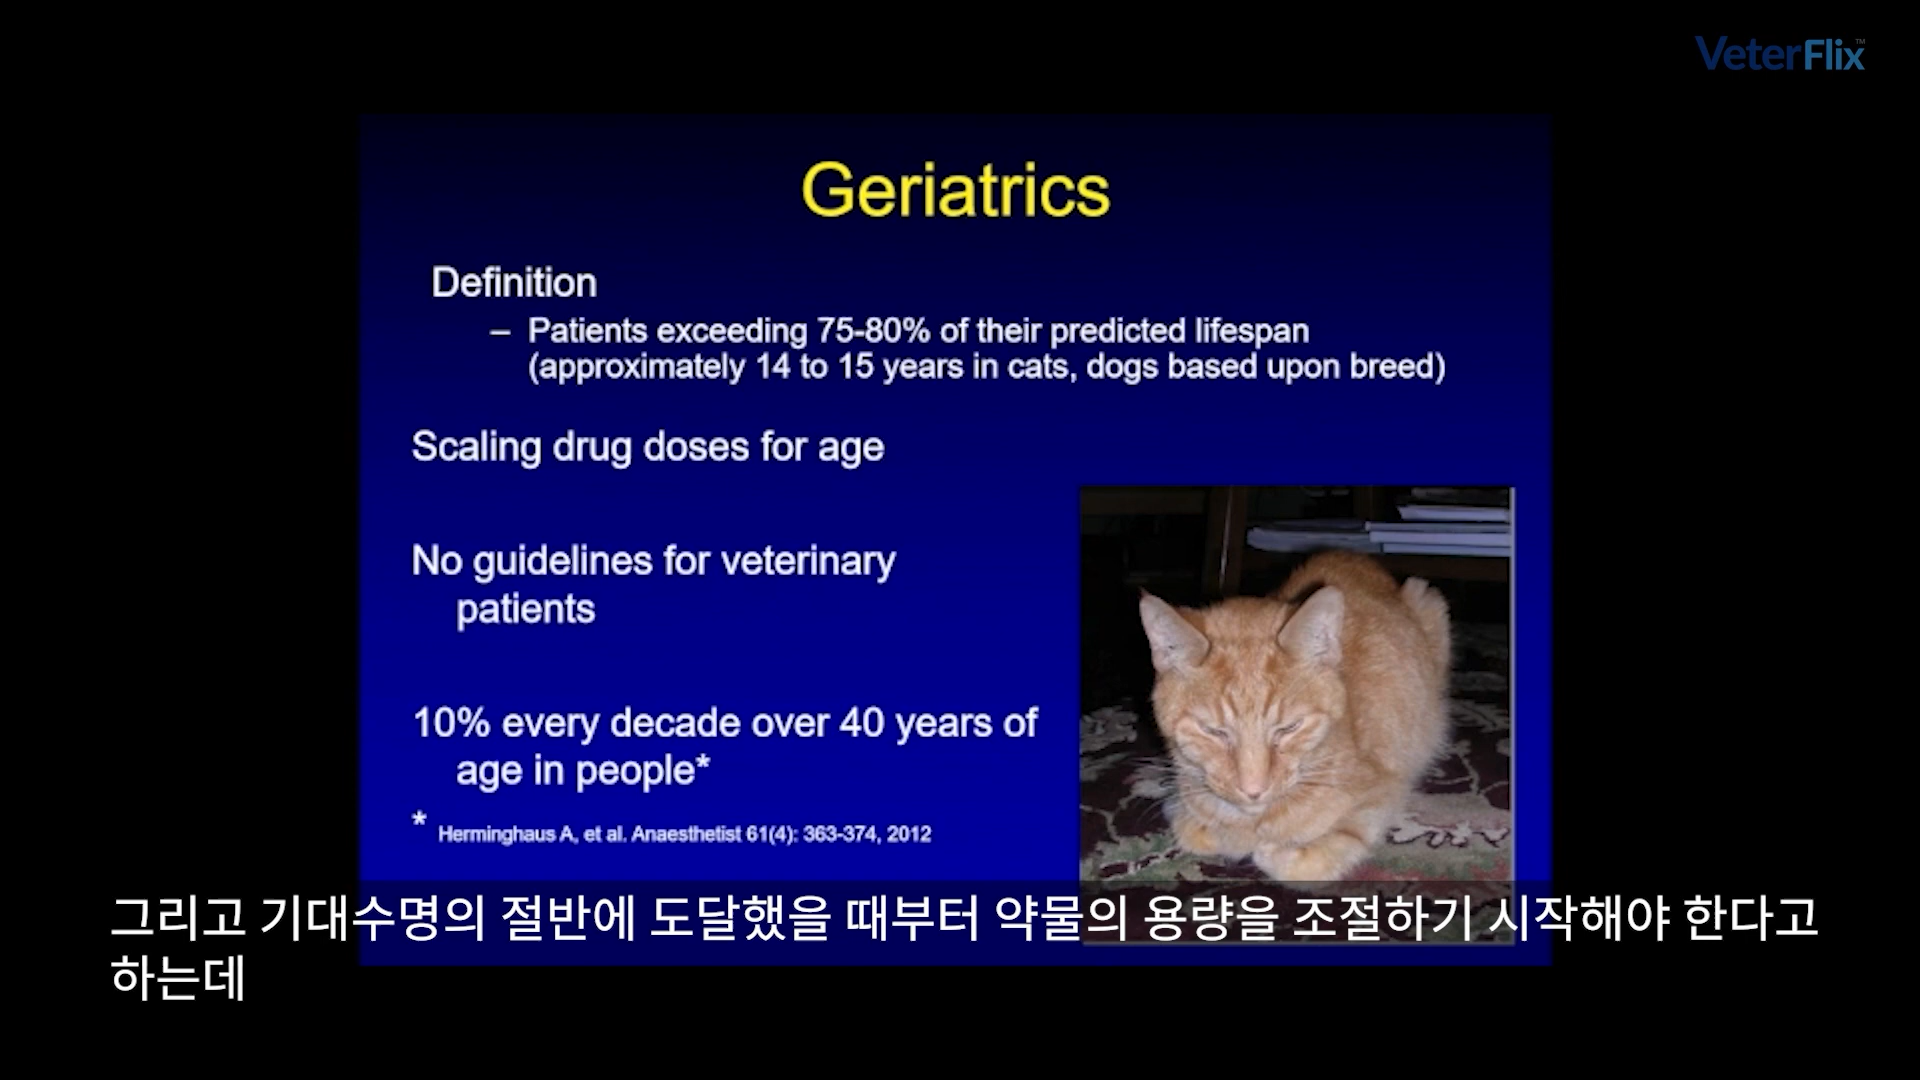 VeterFlix™
Geriatrics
Definition
– Patients exceeding 75-80% of their predicted lifespan
(approximately 14 to 15 years in cats, dogs based upon breed)
Scaling drug doses for age
No guidelines for veterinary
patients
10% every decade over 40 years of
age in people*
* Herminghaus A, et al. Anaesthetist 61(4): 363-374, 2012
그리고 기대수명의 절반에 도달했을 때부터 약물의 용량을 조절하기 시작해야 한다고
하는데